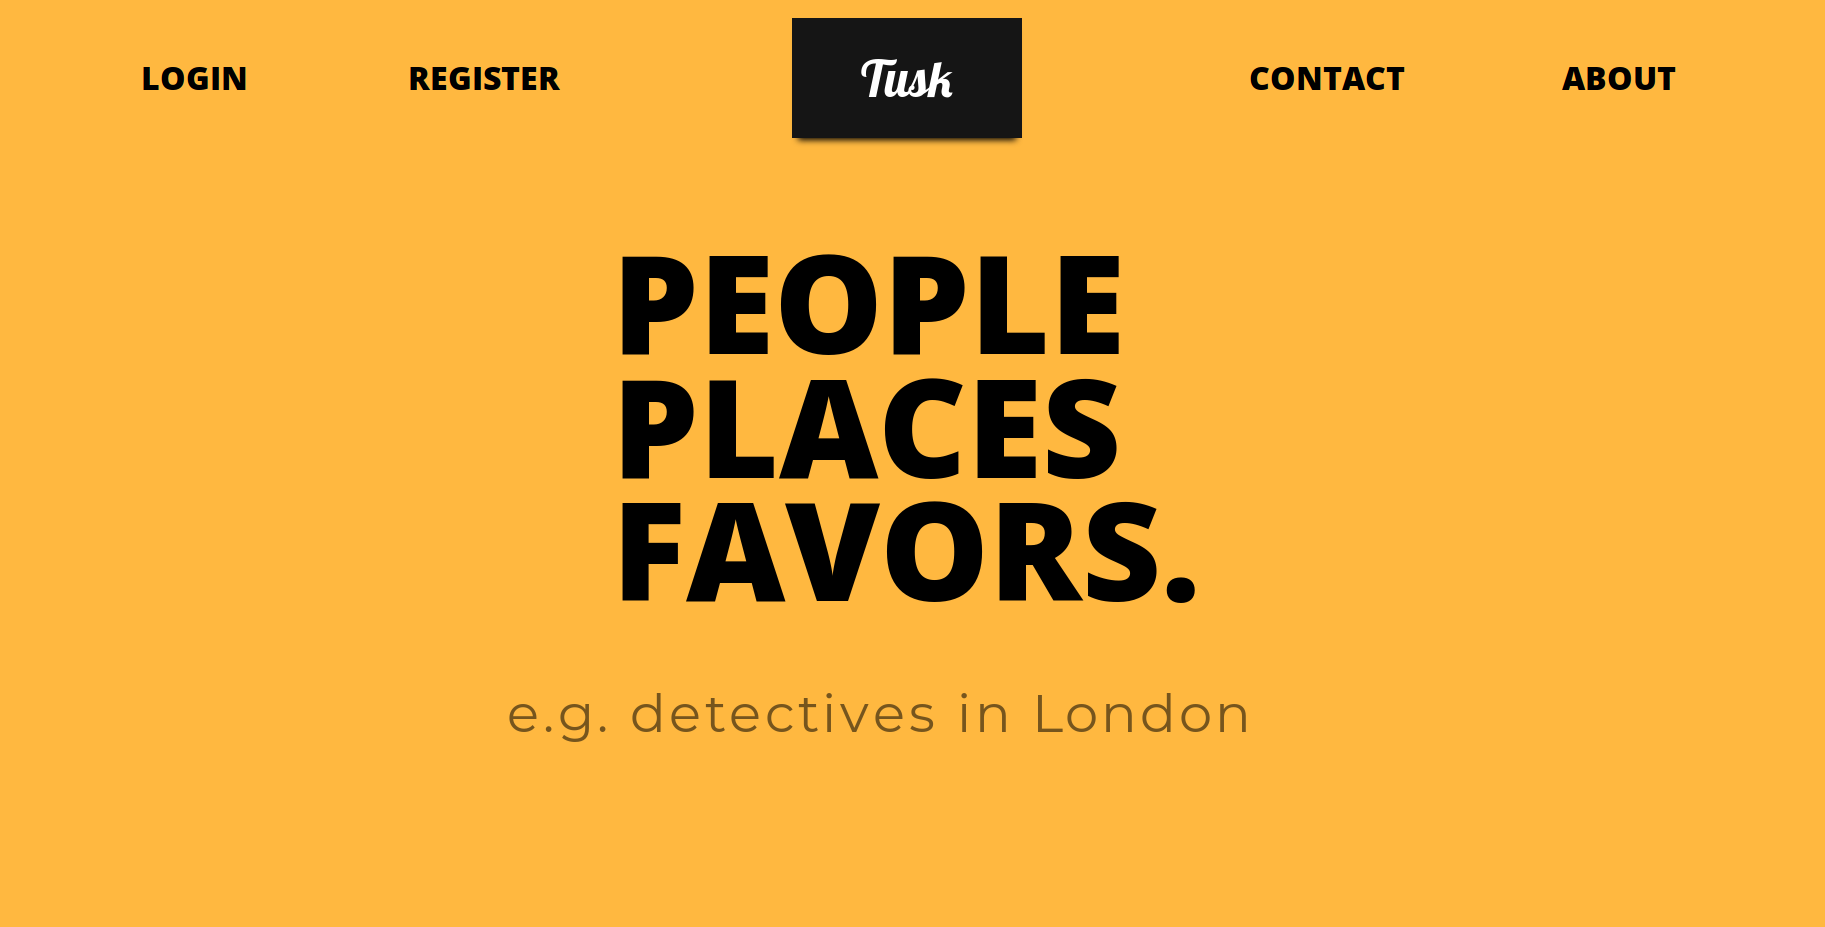 LOGIN REGISTER Tusk CONTACT ABOUT
PEOPLE
PLACES
FAVORS.
e.g. detectives in London